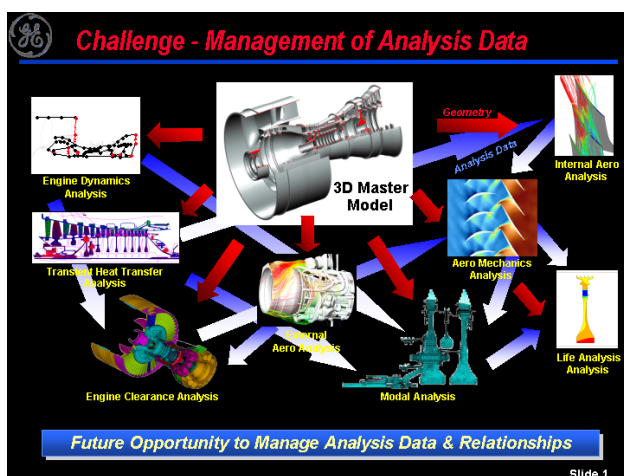 GE
Challenge - Management of Analysis Data
Geometry
Analysis Data
Internal Aero
Analysis
Engine Dynamics
Analysis
3D Master
Model
Transient Heat Transfer
Analysis
Aero Mechanics
Analysis
External
Aero Analysis
Life Analysis
Analysis
Engine Clearance Analysis
Modal Analysis
Future Opportunity to Manage Analysis Data & Relationships
Slide 1